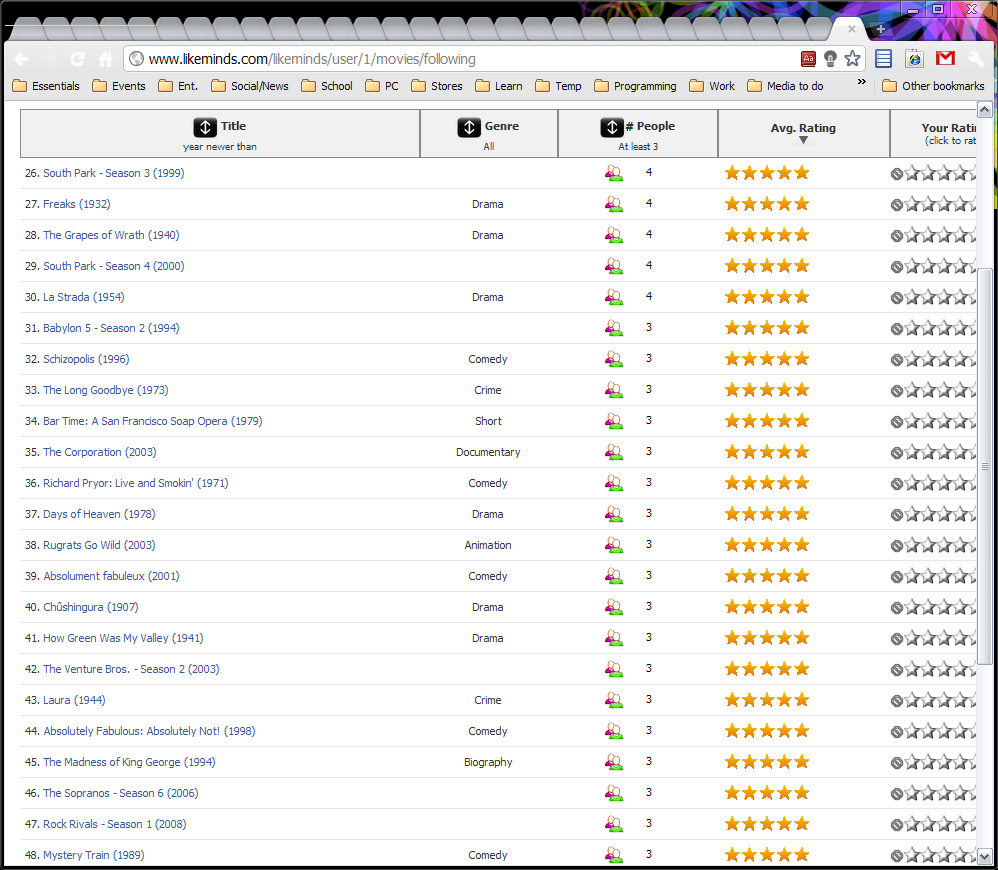 www.likeminds.com/likeminds/user/1/movies/following
Essentials Events Ent. Social/News School PC Stores Learn Temp Programming Work Media to do » Other bookmarks
Title Genre # People Avg. Rating Your Ratin
year newer than All At least 3 (click to rat
26. South Park - Season 3 (1999) 4
27. Freaks (1932) Drama 4
28. The Grapes of Wrath (1940) Drama 4
29. South Park - Season 4 (2000) 4
30. La Strada (1954) Drama 4
31. Babylon 5 - Season 2 (1994) 3
32. Schizopolis (1996) Comedy 3
33. The Long Goodbye (1973) Crime 3
34. Bar Time: A San Francisco Soap Opera (1979) Short 3
35. The Corporation (2003) Documentary 3
36. Richard Pryor: Live and Smokin' (1971) Comedy 3
37. Days of Heaven (1978) Drama 3
38. Rugrats Go Wild (2003) Animation 3
39. Absolument fabuleux (2001) Comedy 3
40. Chûshingura (1907) Drama 3
41. How Green Was My Valley (1941) Drama 3
42. The Venture Bros. - Season 2 (2003) 3
43. Laura (1944) Crime 3
44. Absolutely Fabulous: Absolutely Not! (1998) Comedy 3
45. The Madness of King George (1994) Biography 3
46. The Sopranos - Season 6 (2006) 3
47. Rock Rivals - Season 1 (2008) 3
48. Mystery Train (1989) Comedy 3